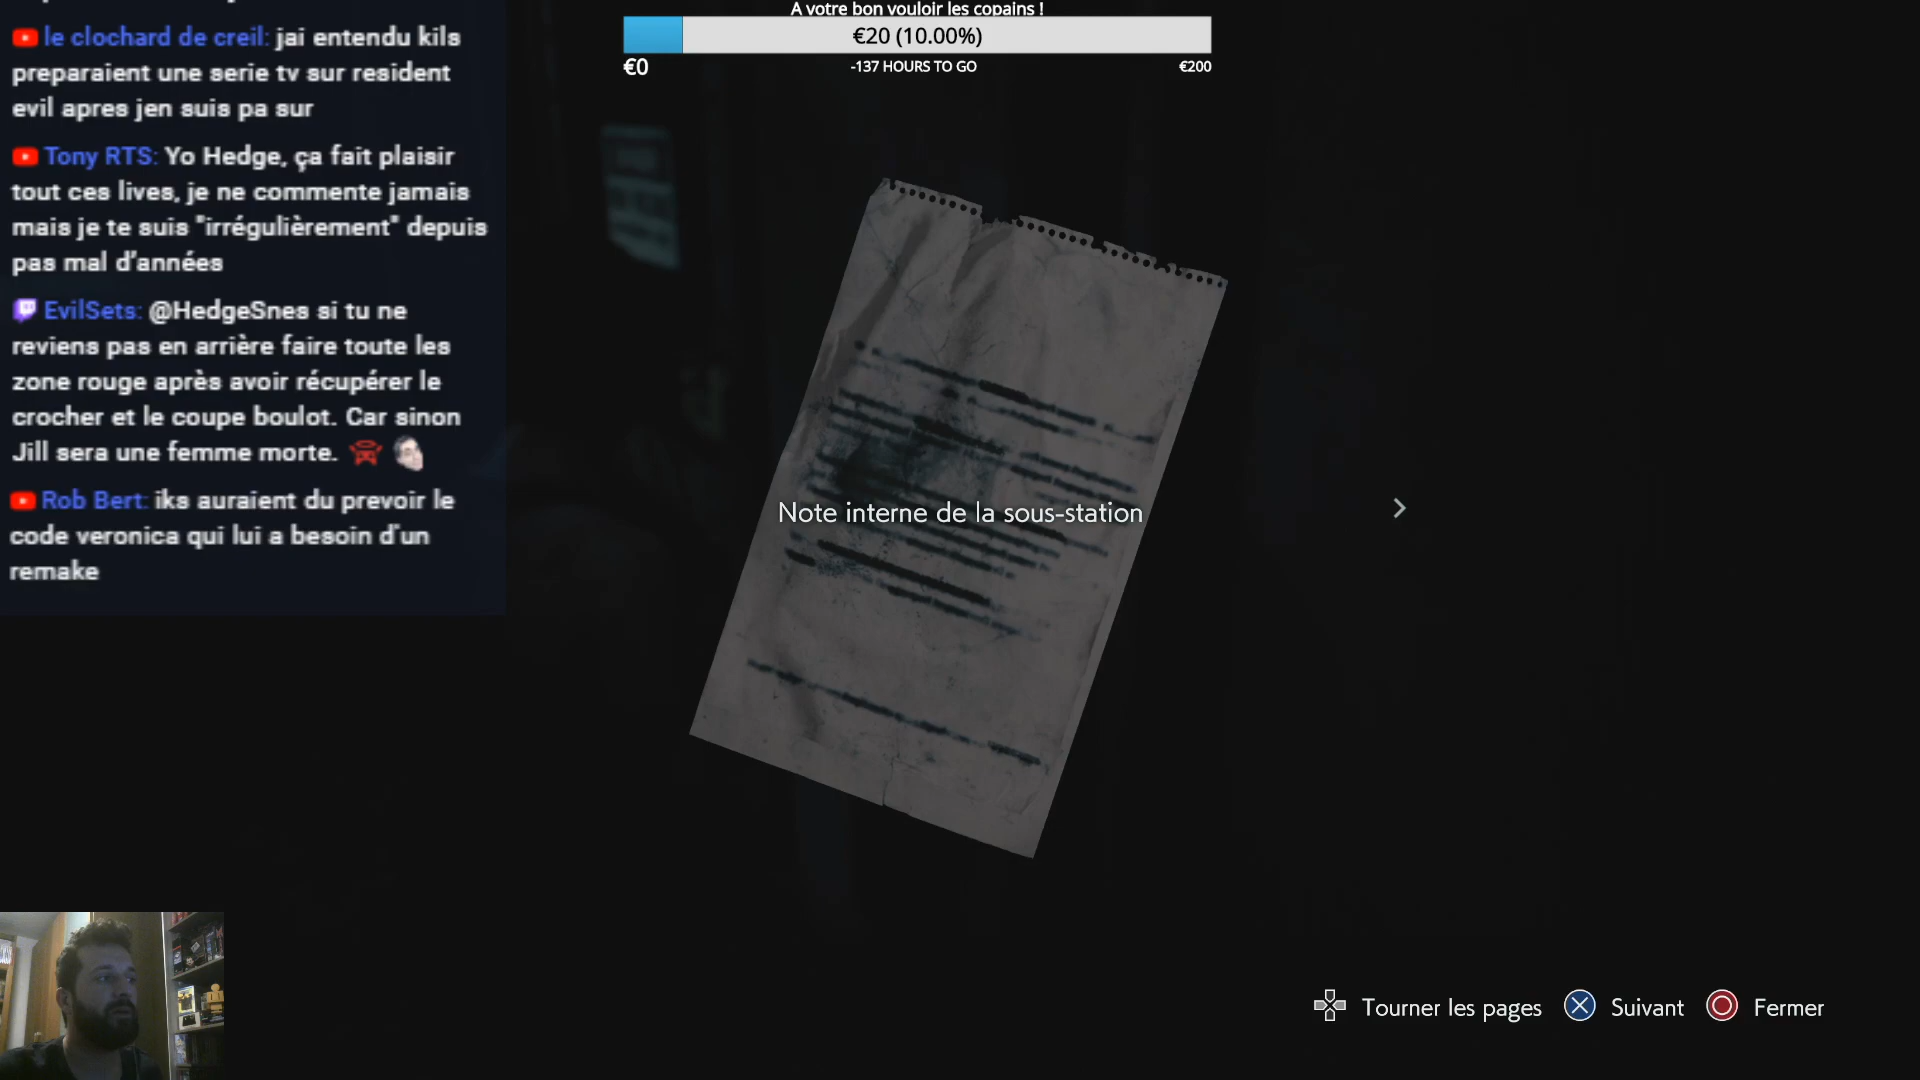 le clochard de creil: jai entendu kils
preparaient une serie tv sur resident
evil apres jen suis pa sur
Tony RTS: Yo Hedge, ça fait plaisir
tout ces lives, je ne commente jamais
mais je te suis "irrégulièrement" depuis
pas mal d'années
EvilSets: @HedgeSnes si tu ne
reviens pas en arrière faire toute les
zone rouge après avoir récupérer le
crocher et le coupe boulot. Car sinon
Jill sera une femme morte.
Rob Bert: iks auraient du prevoir le
code veronica qui lui a besoin d'un
remake
A votre bon vouloir les copains !
€20 (10.00%)
€0
-137 HOURS TO GO
€200
Note interne de la sous-station
Tourner les pages
Suivant
Fermer